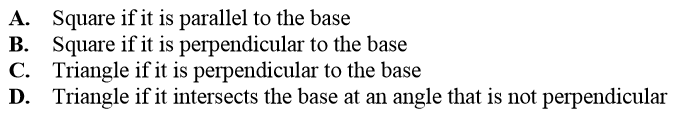 A. Square if it is parallel to the base
B. Square if it is perpendicular to the base
C. Triangle if it is perpendicular to the base
D. Triangle if it intersects the base at an angle that is not perpendicular